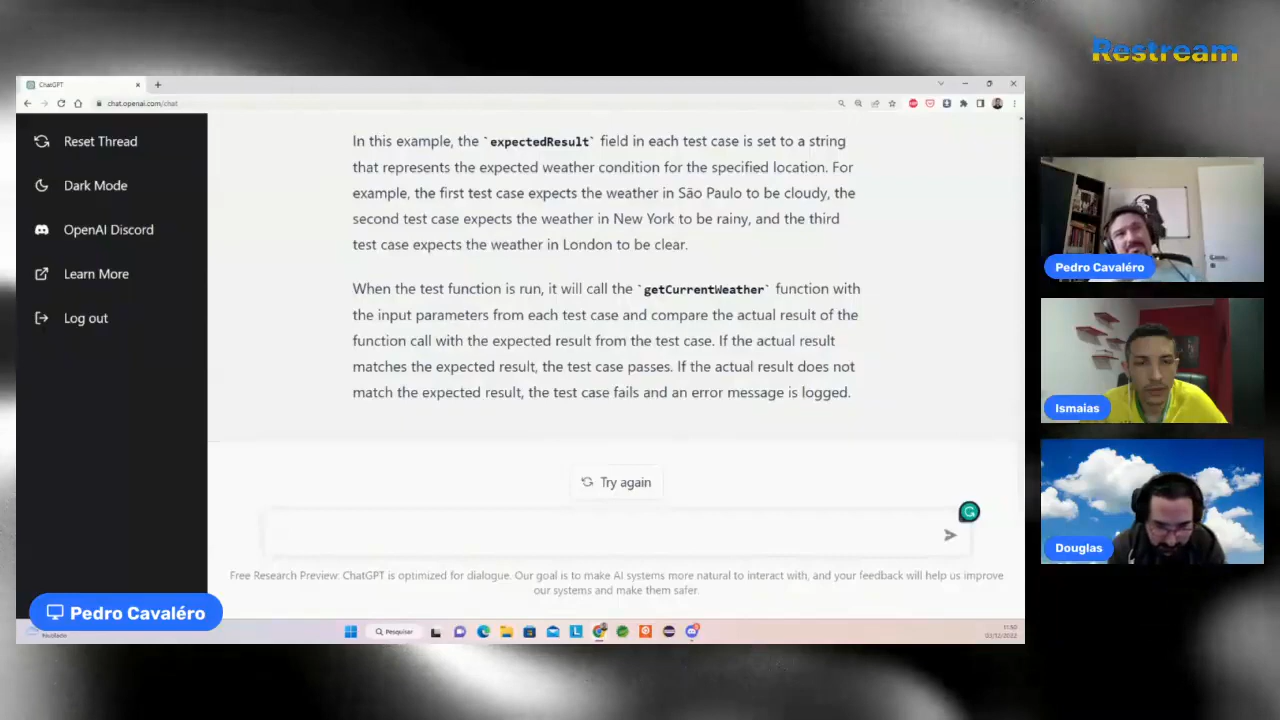 Restream
ChatGPT
chat.openai.com/chat
Reset Thread
Dark Mode
OpenAI Discord
Learn More
Log out
In this example, the `expectedResult` field in each test case is set to a string
that represents the expected weather condition for the specified location. For
example, the first test case expects the weather in São Paulo to be cloudy, the
second test case expects the weather in New York to be rainy, and the third
test case expects the weather in London to be clear.
When the test function is run, it will call the `getCurrentWeather` function with
the input parameters from each test case and compare the actual result of the
function call with the expected result from the test case. If the actual result
matches the expected result, the test case passes. If the actual result does not
match the expected result, the test case fails and an error message is logged.
Try again
Free Research Preview: ChatGPT is optimized for dialogue. Our goal is to make AI systems more natural to interact with, and your feedback will help us improve
our systems and make them safer.
Pedro Cavaléro
Nublado
Pesquisar
11:50
03/12/2022
Pedro Cavaléro
Ismaias
Douglas